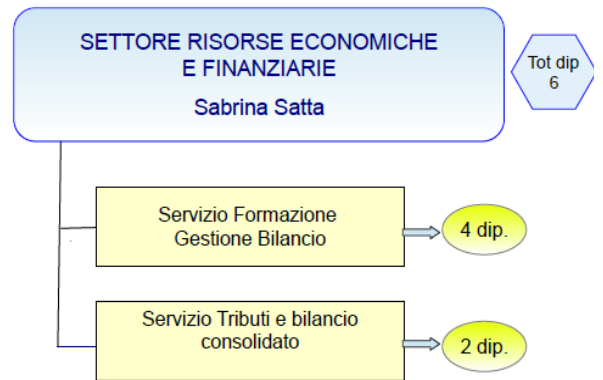 SETTORE RISORSE ECONOMICHE
E FINANZIARIE
Sabrina Satta
Tot dip
6
Servizio Formazione
Gestione Bilancio
4 dip.
Servizio Tributi e bilancio
consolidato
2 dip.